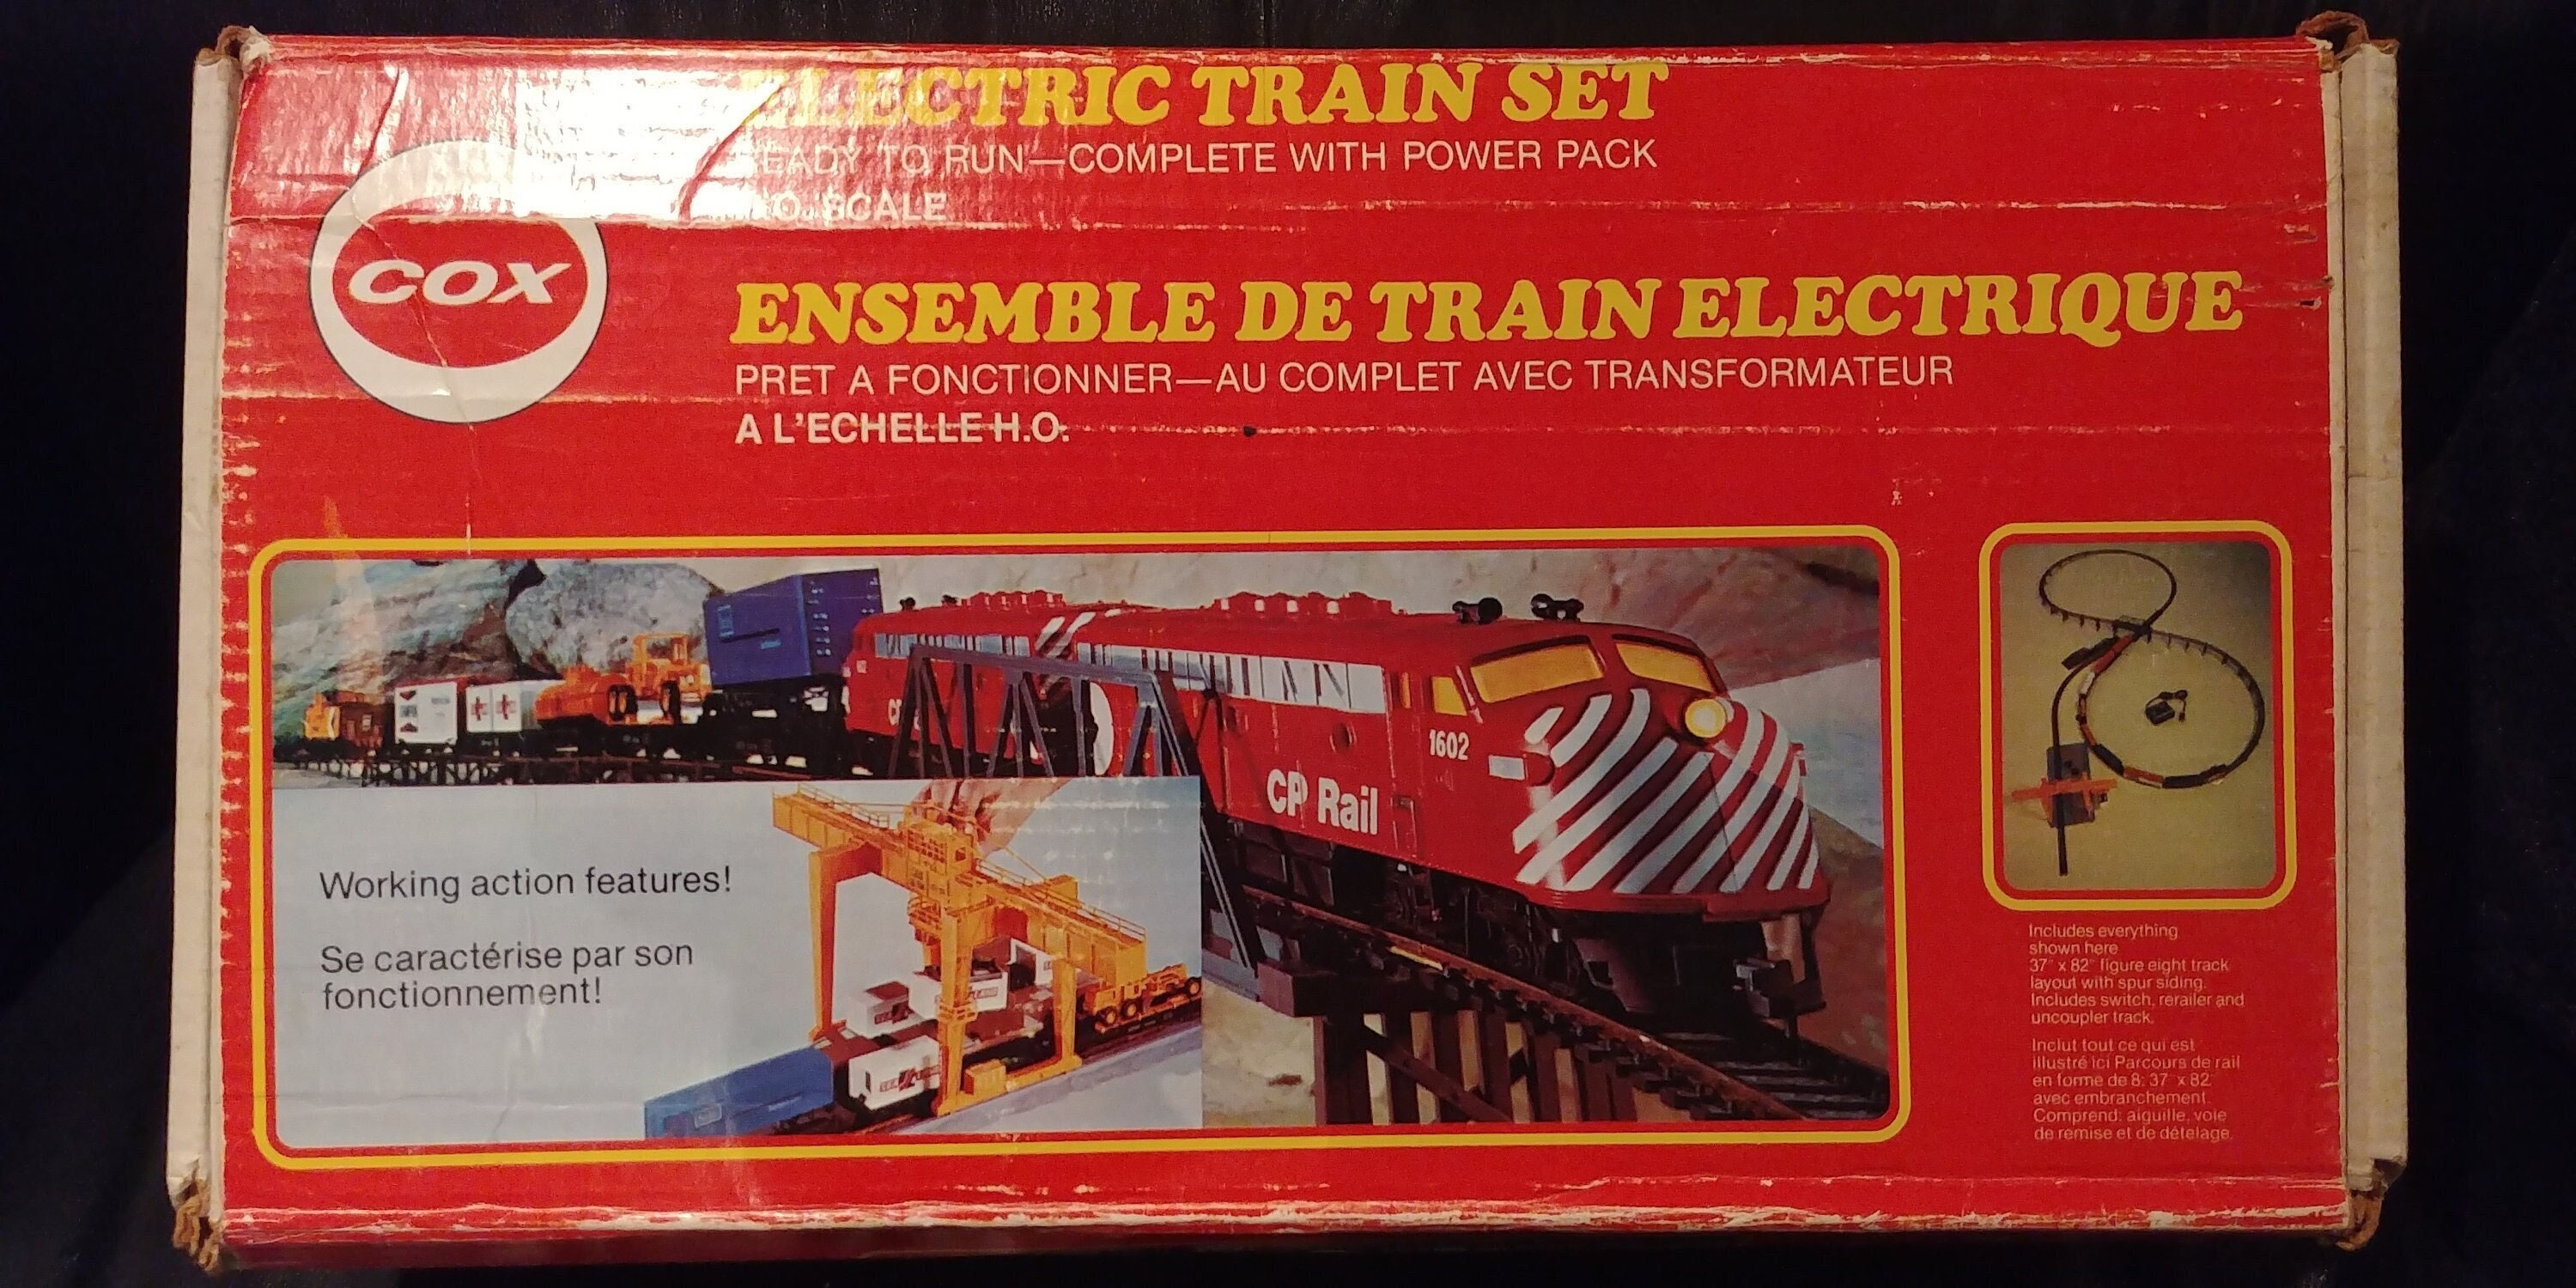 ELECTRIC TRAIN SET
READY TO RUN—COMPLETE WITH POWER PACK
H.O. SCALE
COX
ENSEMBLE DE TRAIN ELECTRIQUE
PRET A FONCTIONNER—AU COMPLET AVEC TRANSFORMATEUR
A L'ECHELLE H.O.
1602
CP Rail
Working action features!
Se caractérise par son
fonctionnement!
Includes everything
shown here
37" x 82" figure eight track
layout with spur siding.
Includes switch, rerailer and
uncoupler track.
Inclut tout ce qui est
illustré ici Parcours de rail
en forme de 8: 37" x 82"
avec embranchement.
Comprend: aiguille, voie
de remise et de dételage.